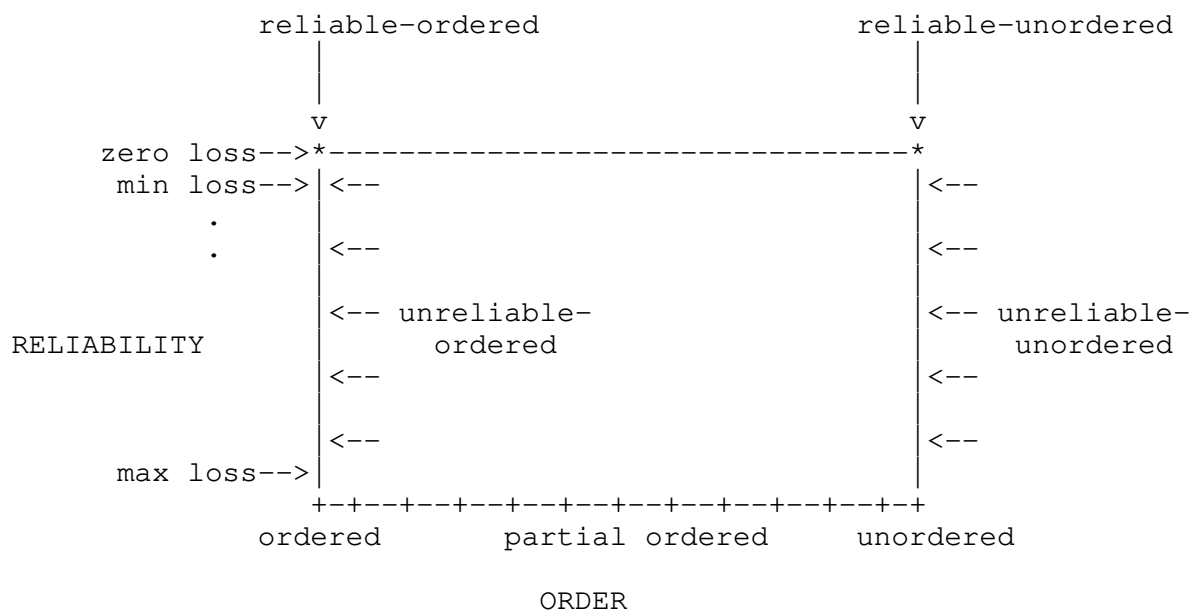 reliable-ordered reliable-unordered
| |
| |
| |
v v
zero loss-->*---------------------------------*
min loss-->|<-- |<--
. | |
. |<-- |<--
| |
|<-- unreliable- |<-- unreliable-
RELIABILITY | ordered | unordered
|<-- |<--
| |
|<-- |<--
max loss-->| |
+-+--+--+--+--+--+--+--+--+--+--+-+
ordered partial ordered unordered
ORDER